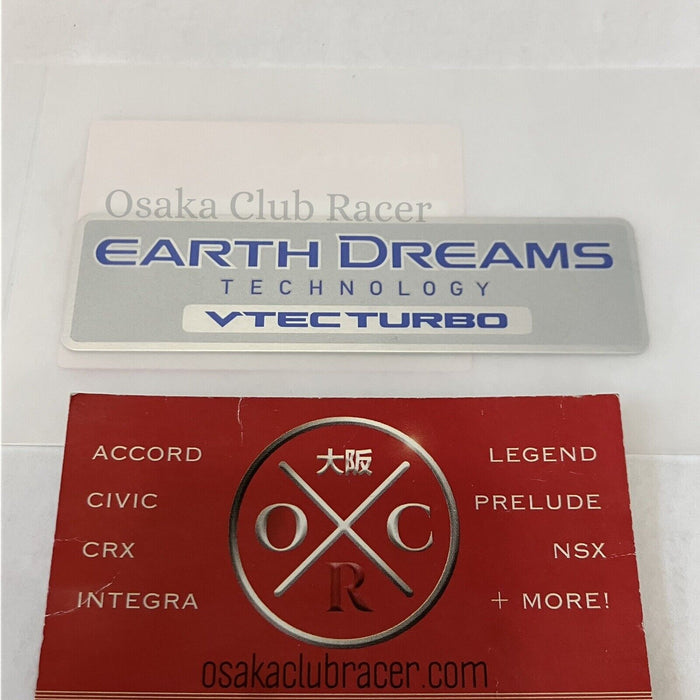 Osaka Club Racer
EARTH DREAMS
TECHNOLOGY
VTEC TURBO
大阪
O C
R
ACCORD
CIVIC
CRX
INTEGRA
LEGEND
PRELUDE
NSX
+ MORE!
osakaclubracer.com